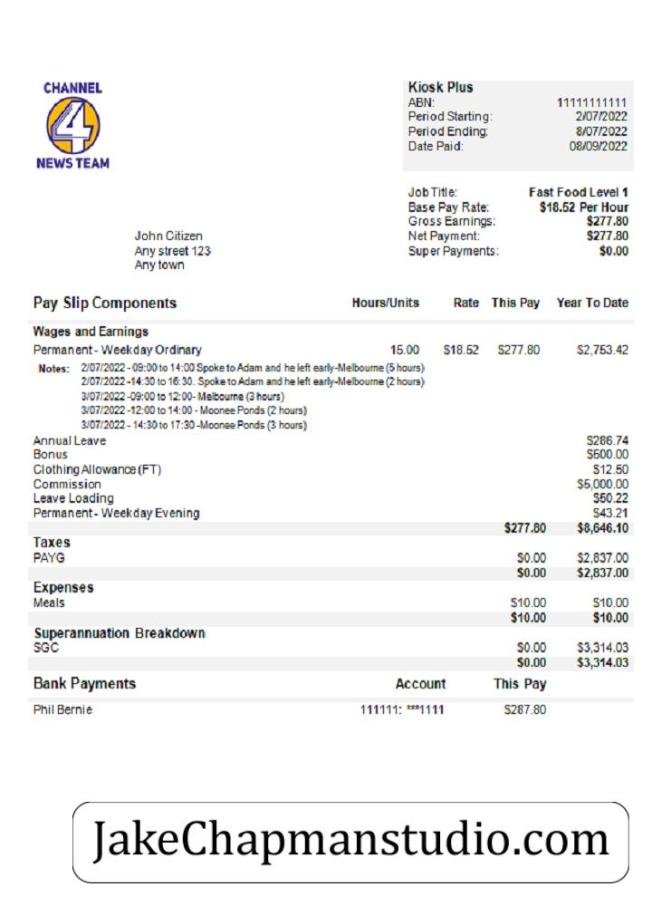 CHANNEL
4
NEWS TEAM
Kiosk Plus
ABN: 11111111111
Period Starting: 2/07/2022
Period Ending: 8/07/2022
Date Paid: 08/09/2022
Job Title: Fast Food Level 1
Base Pay Rate: $18.52 Per Hour
Gross Earnings: $277.80
Net Payment: $277.80
Super Payments: $0.00
John Citizen
Any street 123
Any town
Pay Slip Components Hours/Units Rate This Pay Year To Date
Wages and Earnings
Permanent - Weekday Ordinary 15.00 $18.52 $277.80 $2,753.42
Notes: 2/07/2022 - 09:00 to 14:00 Spoke to Adam and he left early-Melbourne (5 hours)
2/07/2022 -14:30 to 16:30. Spoke to Adam and he left early-Melbourne (2 hours)
3/07/2022 -09:00 to 12:00- Melbourne (3 hours)
3/07/2022 -12:00 to 14:00 - Moonee Ponds (2 hours)
3/07/2022 - 14:30 to 17:30 -Moonee Ponds (3 hours)
Annual Leave $286.74
Bonus $500.00
Clothing Allowance (FT) $12.50
Commission $5,000.00
Leave Loading $50.22
Permanent - Weekday Evening $43.21
$277.80 $8,646.10
Taxes
PAYG $0.00 $2,837.00
$0.00 $2,837.00
Expenses
Meals $10.00 $10.00
$10.00 $10.00
Superannuation Breakdown
SGC $0.00 $3,314.03
$0.00 $3,314.03
Bank Payments Account This Pay
Phil Bernie 111111: ***1111 $287.80
JakeChapmanstudio.com